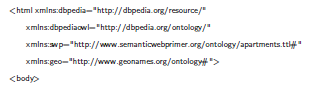 <html xmlns:dbpedia="http://dbpedia.org/resource/"
xmlns:dbpediaowl="http://dbpedia.org/ontology/"
xmlns:swp="http://www.semanticwebprimer.org/ontology/apartments.ttl#"
xmlns:geo="http://www.geonames.org/ontology#">
<body>